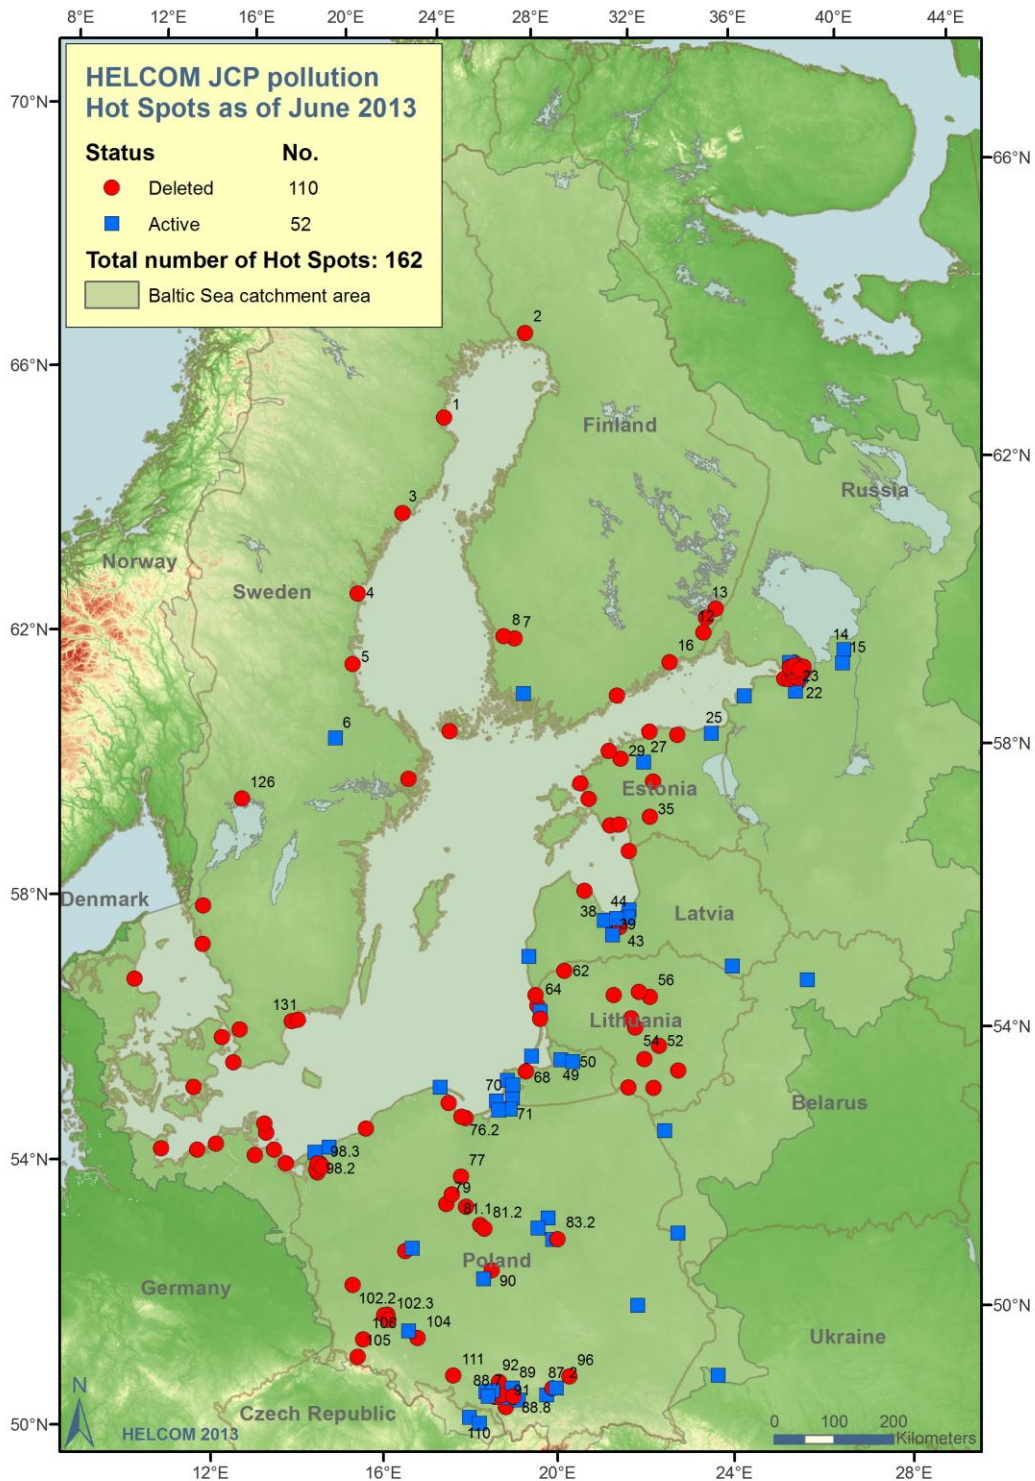 8°E 12°E 16°E 20°E 24°E 28°E 32°E 36°E 40°E 44°E
HELCOM JCP pollution
Hot Spots as of June 2013
Status No.
Deleted 110
Active 52
Total number of Hot Spots: 162
Baltic Sea catchment area
70°N
66°N
2
66°N
1
Finland
62°N
3
Russia
Norway
Sweden
4
13
12
62°N
8 7
14
15
16
5
23
22
6
25
58°N
29 27
126
Estonia
35
58°N
Denmark
44
38
Latvia
39
43
62
56
64
Lithuania
54°N
54 52
50
49
68
70
71
Belarus
76.2
54°N
98.3
98.2
77
79
81.1 81.2
83.2
Poland
90
Germany
102.2 102.3
50°N
106 104
105
Ukraine
111
92 89 87.2 96
88.7
91
88.8
Czech Republic
110
50°N
N
HELCOM 2013
0 100 200
Kilometers
12°E 16°E 20°E 24°E 28°E